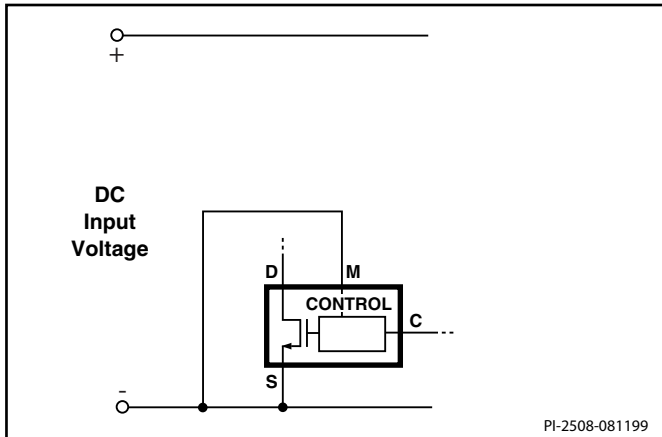 +
DC
Input
Voltage
D
M
CONTROL
C
S
-
PI-2508-081199